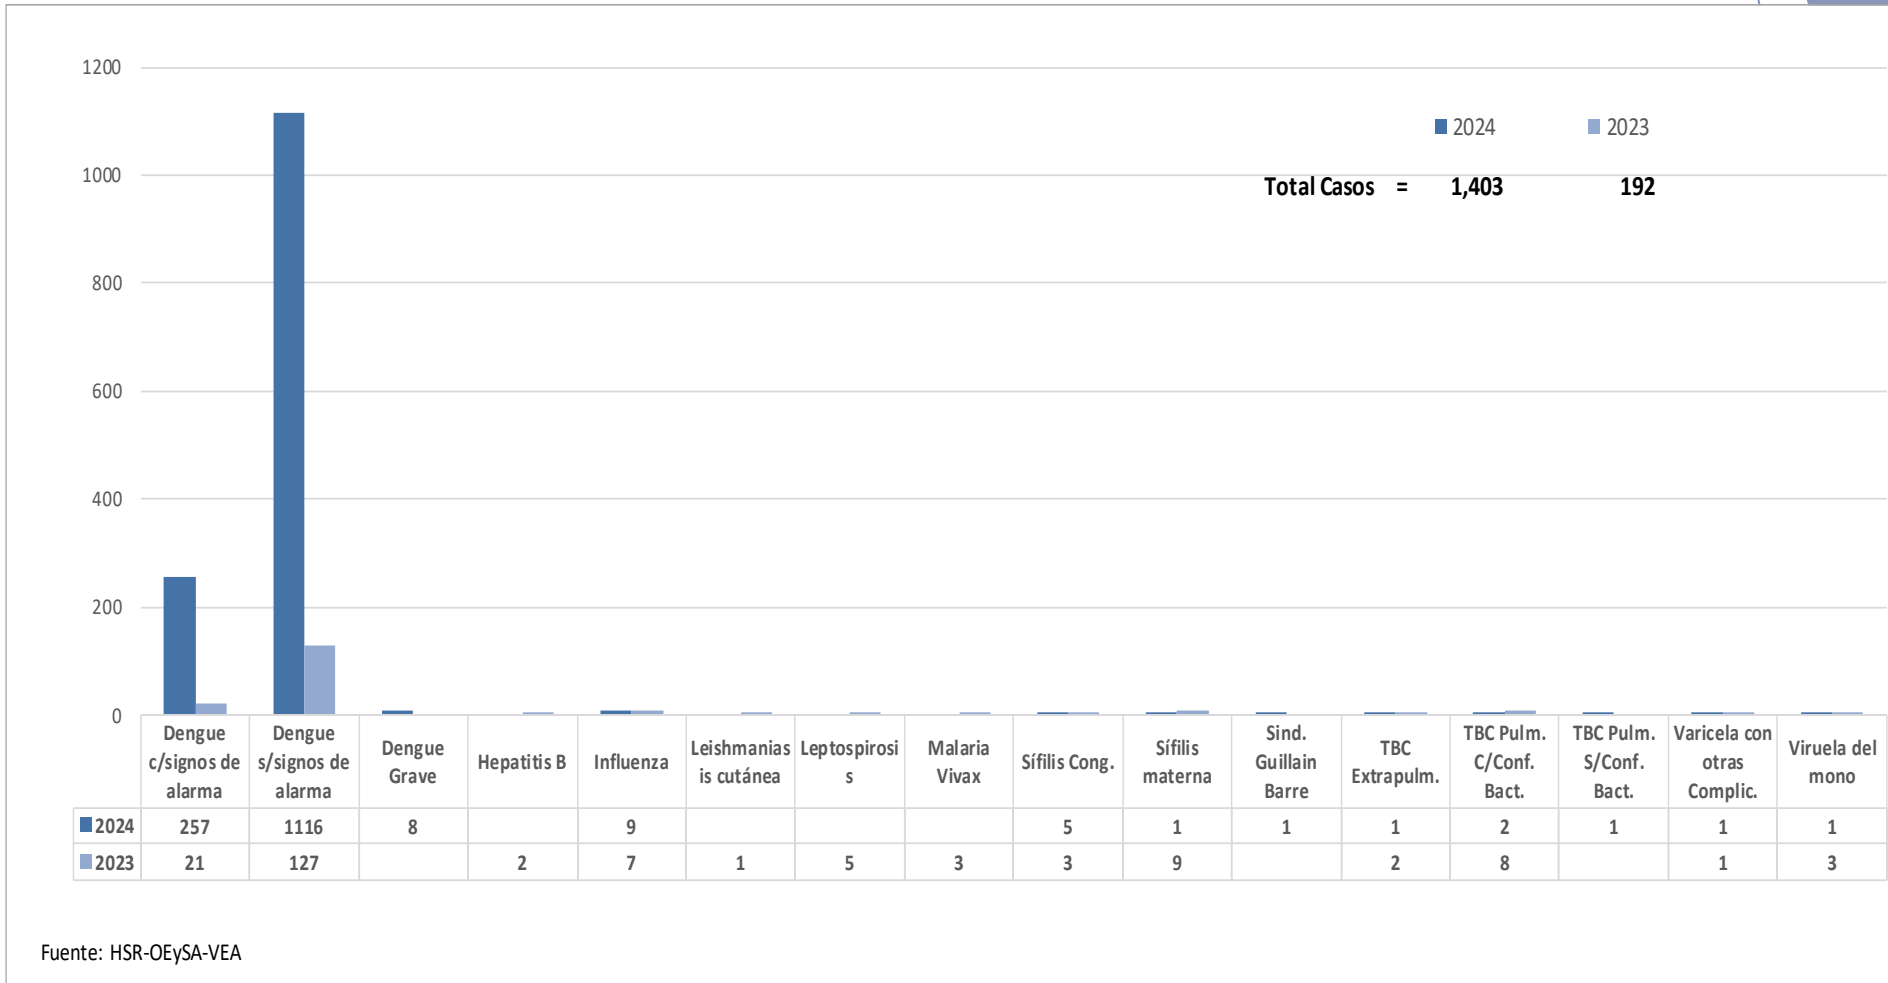 1200
2024 2023
1000
Total Casos = 1,403 192
800
600
400
200
0
Dengue c/signos de alarma
Dengue s/signos de alarma
Dengue Grave
Hepatitis B
Influenza
Leishmanias is cutánea
Leptospirosi s
Malaria Vivax
Sífilis Cong.
Sífilis materna
Sind. Guillain Barre
TBC Extrapulm.
TBC Pulm. C/Conf. Bact.
TBC Pulm. S/Conf. Bact.
Varicela con otras Complic.
Viruela del mono
2024 257 1116 8 9 5 1 1 1 2 1 1 1
2023 21 127 2 7 1 5 3 3 9 2 8 1 3
Fuente: HSR-OEySA-VEA